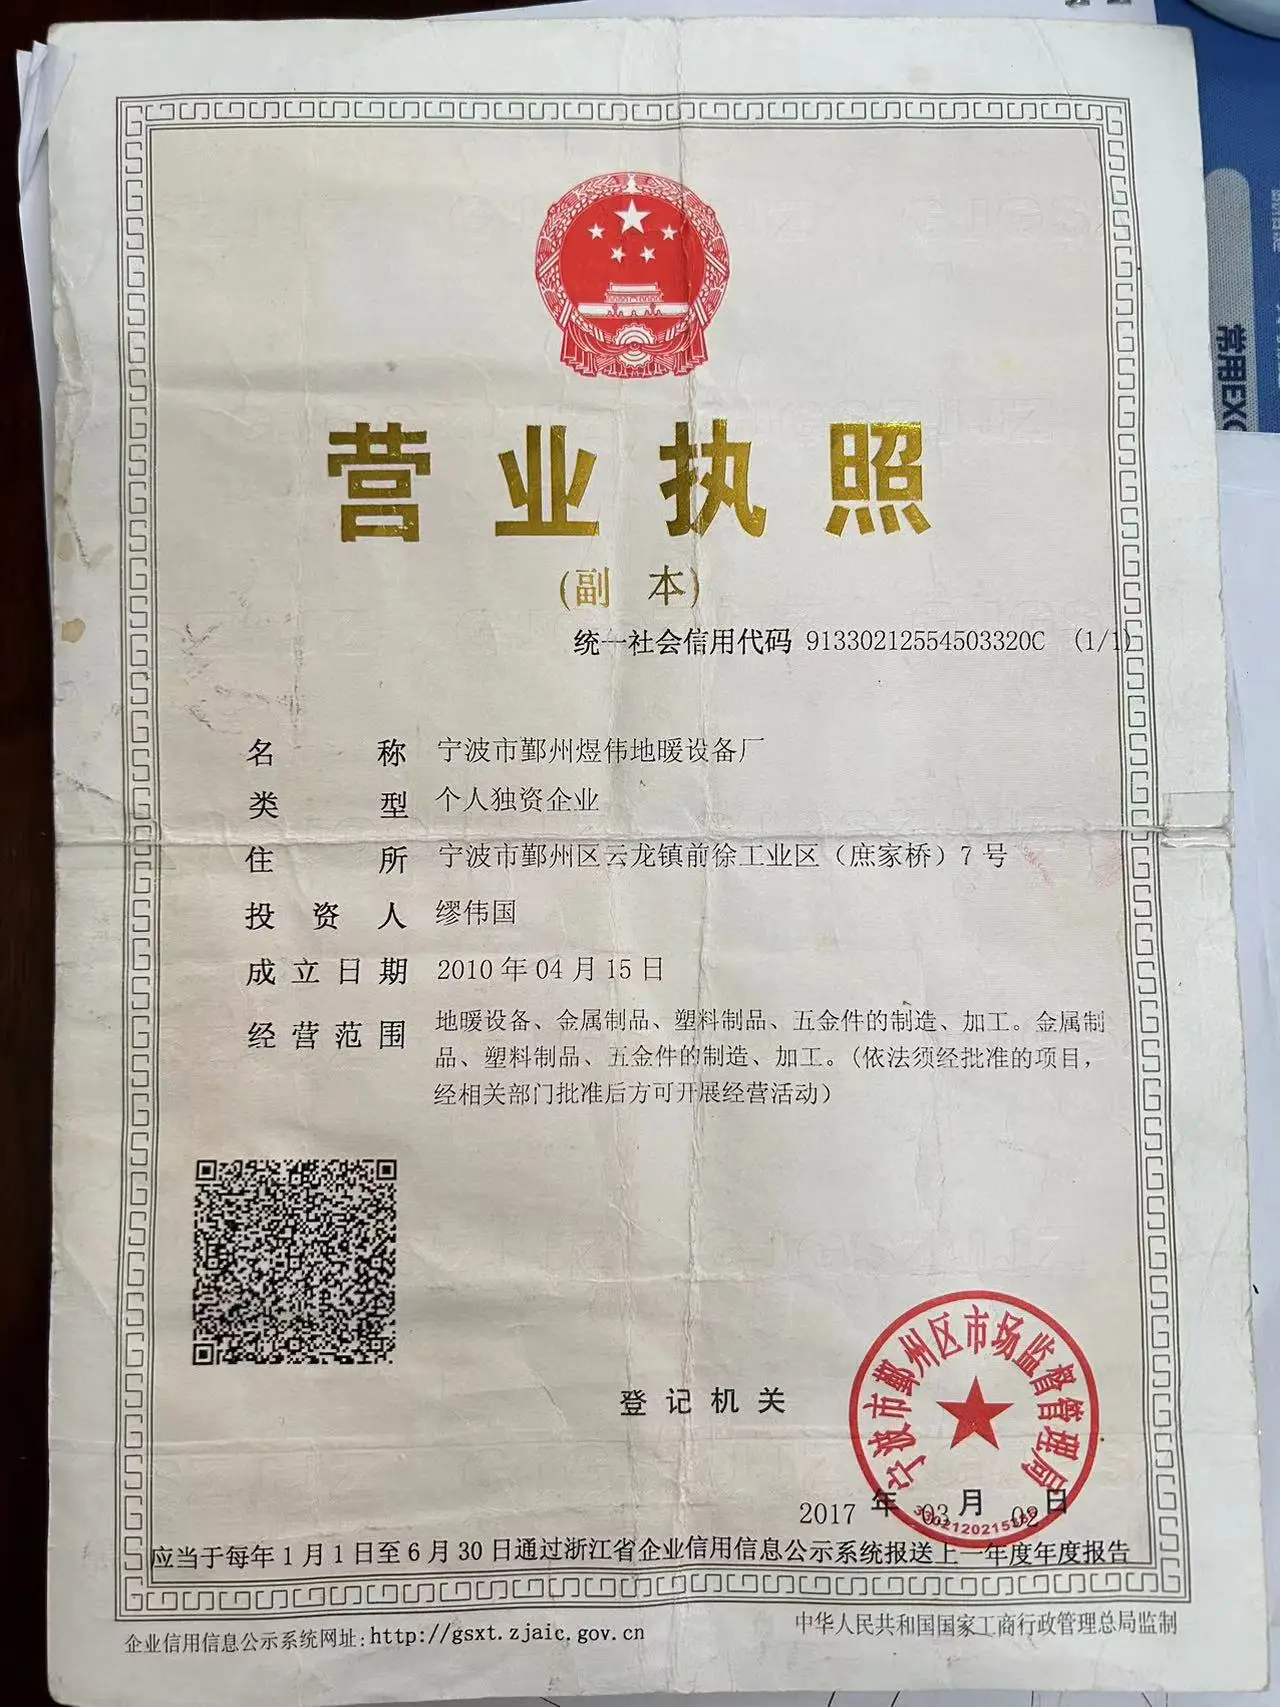 营业执照
(副 本)
统一社会信用代码 91330212554503320C (1/1)
名称 宁波市鄞州煜伟地暖设备厂
类型 个人独资企业
住所 宁波市鄞州区云龙镇前徐工业区（庶家桥）7 号
投资人 缪伟国
成立日期 2010 年 04 月 15 日
经营范围 地暖设备、金属制品、塑料制品、五金件的制造、加工。金属制
品、塑料制品、五金件的制造、加工。(依法须经批准的项目，
经相关部门批准后方可开展经营活动)
登记机关
宁波市鄞州区市场监督管理局
2017 年 03 月 02 日
应当于每年 1 月 1 日至 6 月 30 日通过浙江省企业信用信息公示系统报送上一年度年度报告
企业信用信息公示系统网址:http://gsxt.zjaic.gov.cn
中华人民共和国国家工商行政管理总局监制
常用EXC